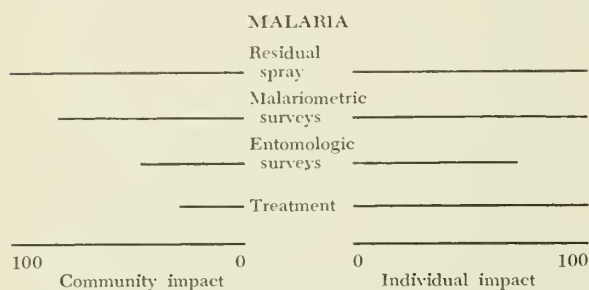 MALARIA
Residual
spray
Malariometric
surveys
Entomologic
surveys
Treatment
100 0 0 100
Community impact Individual impact